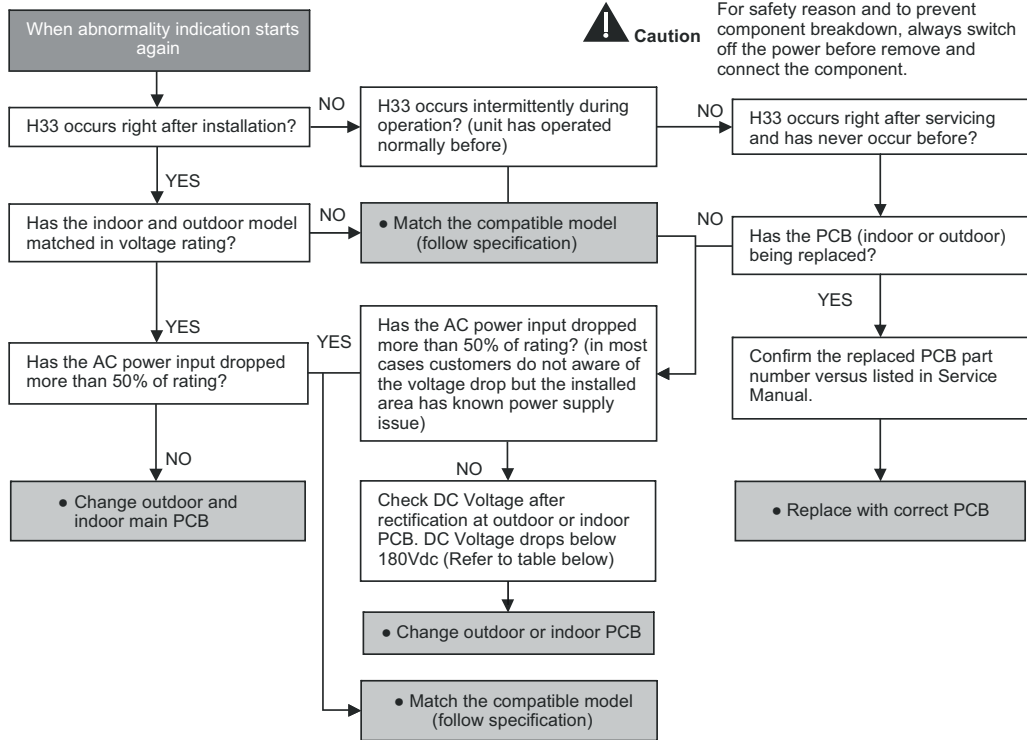 When abnormality indication starts
again
Caution
For safety reason and to prevent
component breakdown, always switch
off the power before remove and
connect the component.
H33 occurs right after installation?
NO
H33 occurs intermittently during
operation? (unit has operated
normally before)
NO
H33 occurs right after servicing
and has never occur before?
YES
Has the indoor and outdoor model
matched in voltage rating?
NO
● Match the compatible model
(follow specification)
NO
Has the PCB (indoor or outdoor)
being replaced?
YES
YES
Has the AC power input dropped
more than 50% of rating?
YES
Has the AC power input dropped
more than 50% of rating? (in most
cases customers do not aware of
the voltage drop but the installed
area has known power supply
issue)
Confirm the replaced PCB part
number versus listed in Service
Manual.
NO
● Change outdoor and
indoor main PCB
NO
Check DC Voltage after
rectification at outdoor or indoor
PCB. DC Voltage drops below
180Vdc (Refer to table below)
● Replace with correct PCB
● Change outdoor or indoor PCB
● Match the compatible model
(follow specification)